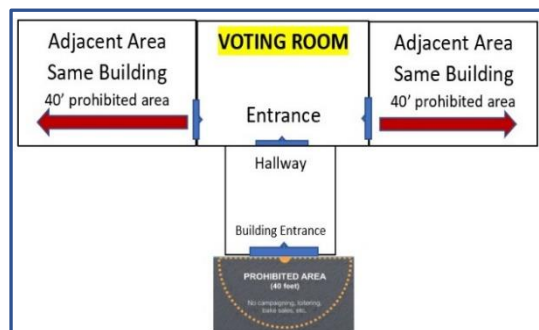 Adjacent Area
Same Building
40' prohibited area
VOTING ROOM
Entrance
Adjacent Area
Same Building
40' prohibited area
Hallway
Building Entrance
PROHIBITED AREA
(40 feet)
No campaigning, loitering,
bake sales, etc.